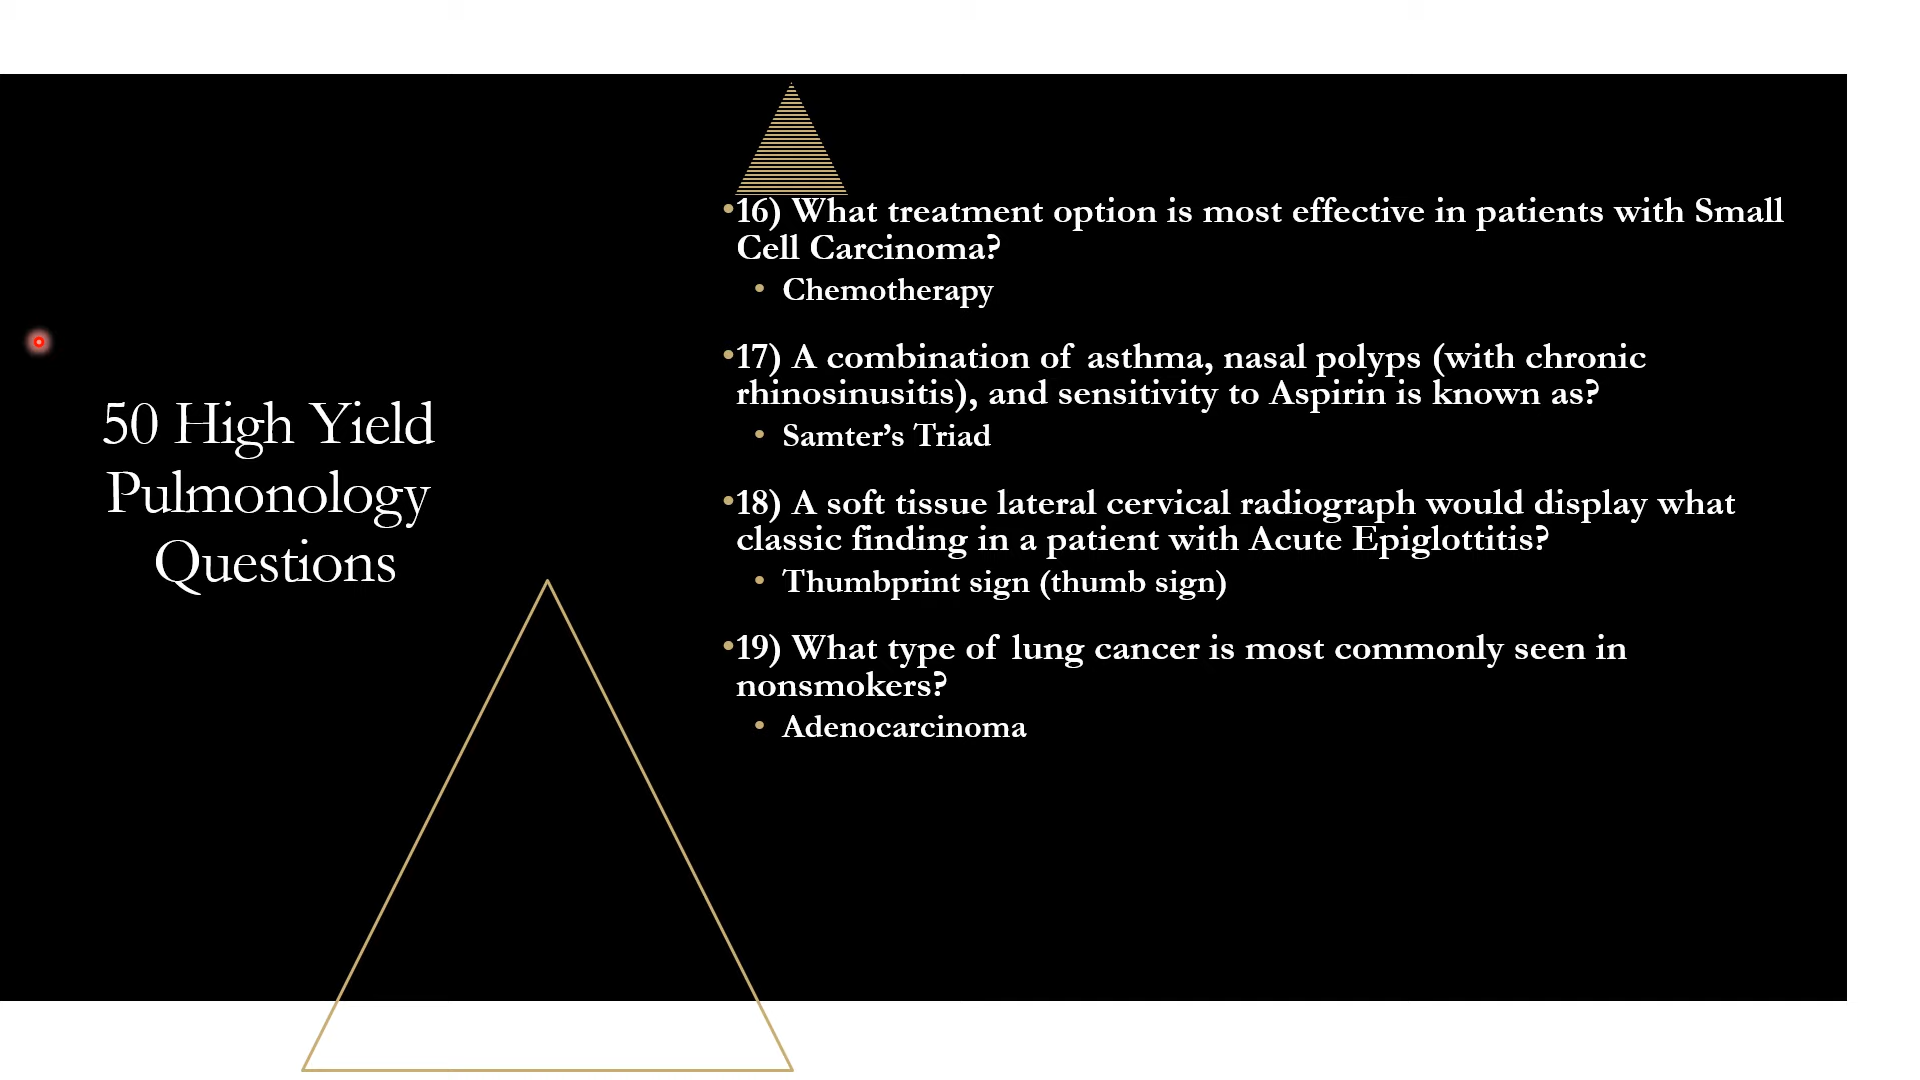 50 High Yield
Pulmonology
Questions
•16) What treatment option is most effective in patients with Small
Cell Carcinoma?
• Chemotherapy
•17) A combination of asthma, nasal polyps (with chronic
rhinosinusitis), and sensitivity to Aspirin is known as?
• Samter’s Triad
•18) A soft tissue lateral cervical radiograph would display what
classic finding in a patient with Acute Epiglottitis?
• Thumbprint sign (thumb sign)
•19) What type of lung cancer is most commonly seen in
nonsmokers?
• Adenocarcinoma